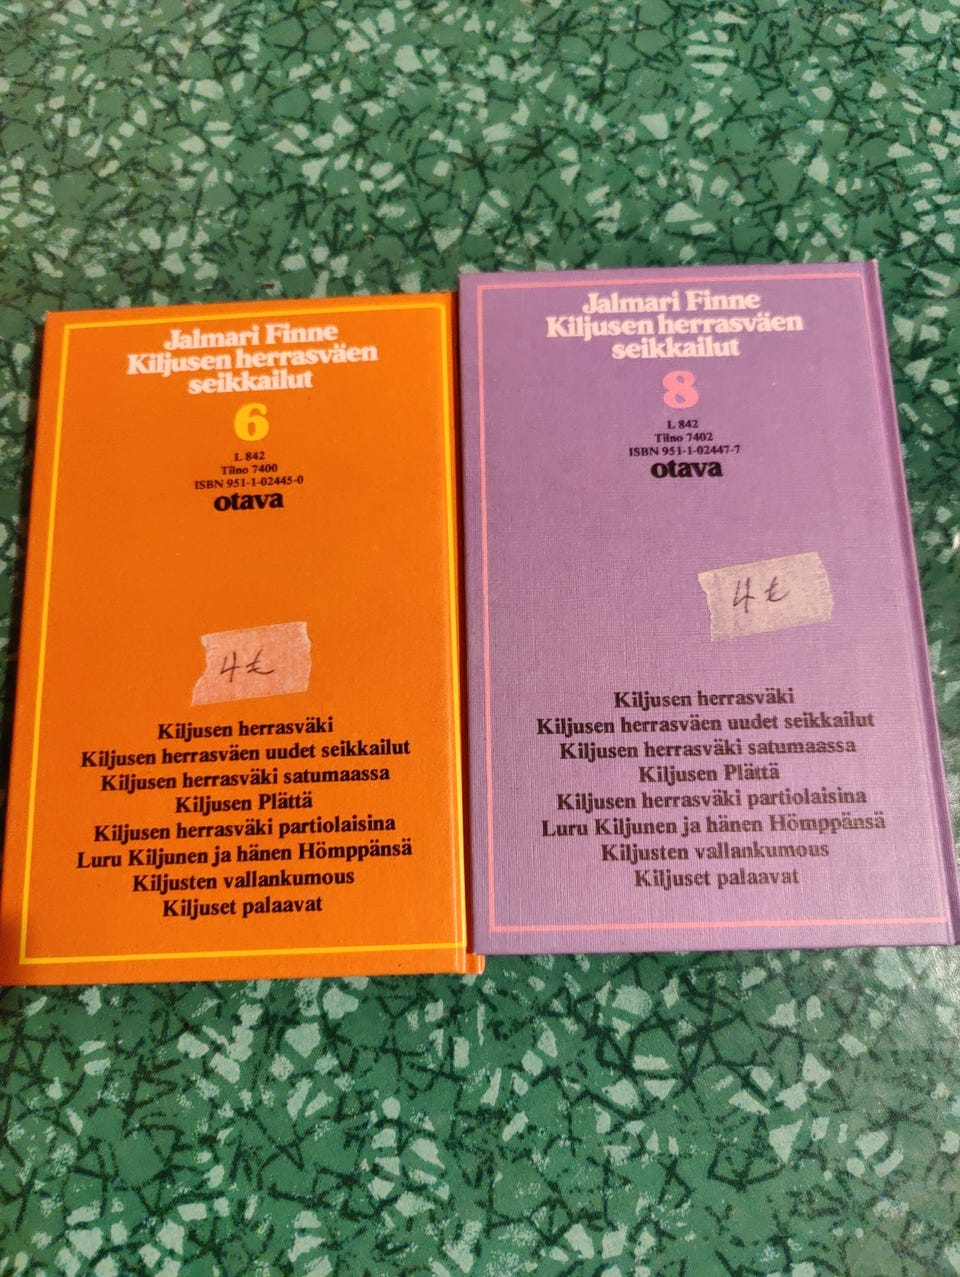 Jalmari Finne
Kiljusen herrasväen
seikkailut
6
L 842
Tilno 7400
ISBN 951-1-02445-0
otava
4 €
Kiljusen herrasväki
Kiljusen herrasväen uudet seikkailut
Kiljusen herrasväki satumaassa
Kiljusen Plättä
Kiljusen herrasväki partiolaisina
Luru Kiljunen ja hänen Hömppänsä
Kiljusten vallankumous
Kiljuset palaavat
Jalmari Finne
Kiljusen herrasväen
seikkailut
8
L 842
Tilno 7402
ISBN 951-1-02447-7
otava
4 €
Kiljusen herrasväki
Kiljusen herrasväen uudet seikkailut
Kiljusen herrasväki satumaassa
Kiljusen Plättä
Kiljusen herrasväki partiolaisina
Luru Kiljunen ja hänen Hömppänsä
Kiljusten vallankumous
Kiljuset palaavat